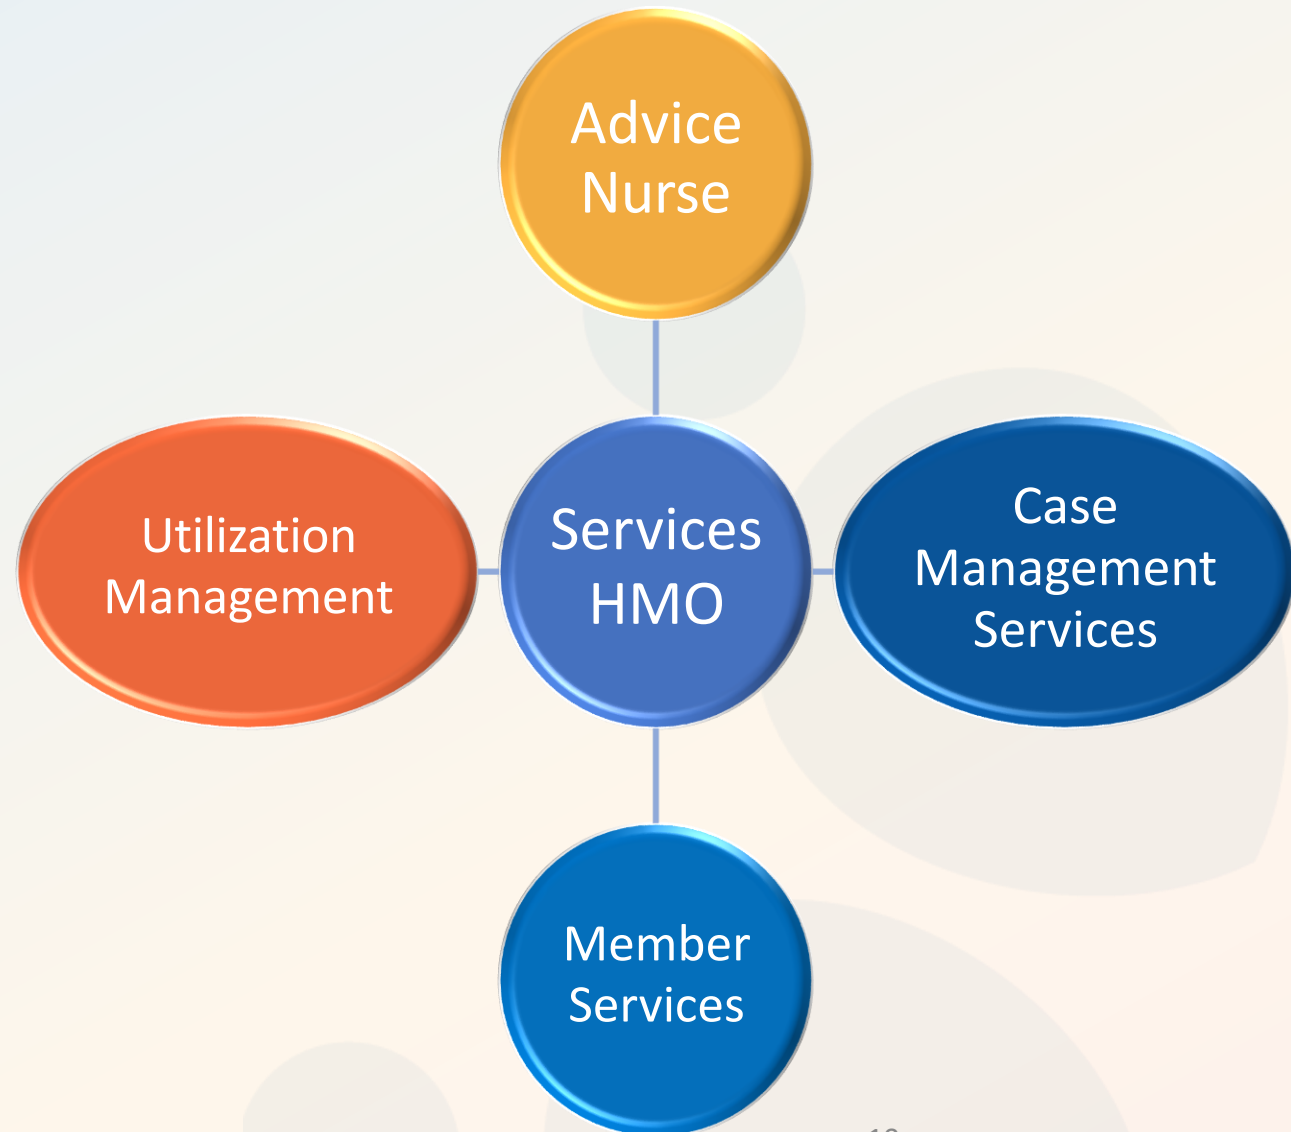 Advice
Nurse
Utilization
Management
Services
HMO
Case
Management
Services
Member
Services